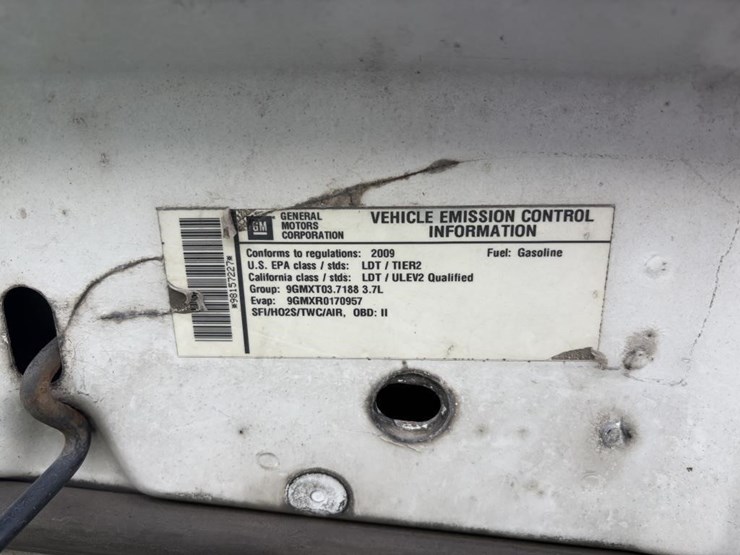 GM
GENERAL
MOTORS
CORPORATION
VEHICLE EMISSION CONTROL
INFORMATION
Conforms to regulations: 2009 Fuel: Gasoline
U.S. EPA class / stds: LDT / TIER2
California class / stds: LDT / ULEV2 Qualified
Group: 9GMXT03.7188 3.7L
Evap: 9GMXR0170957
SFI/HO2S/TWC/AIR, OBD: II
*98157227*